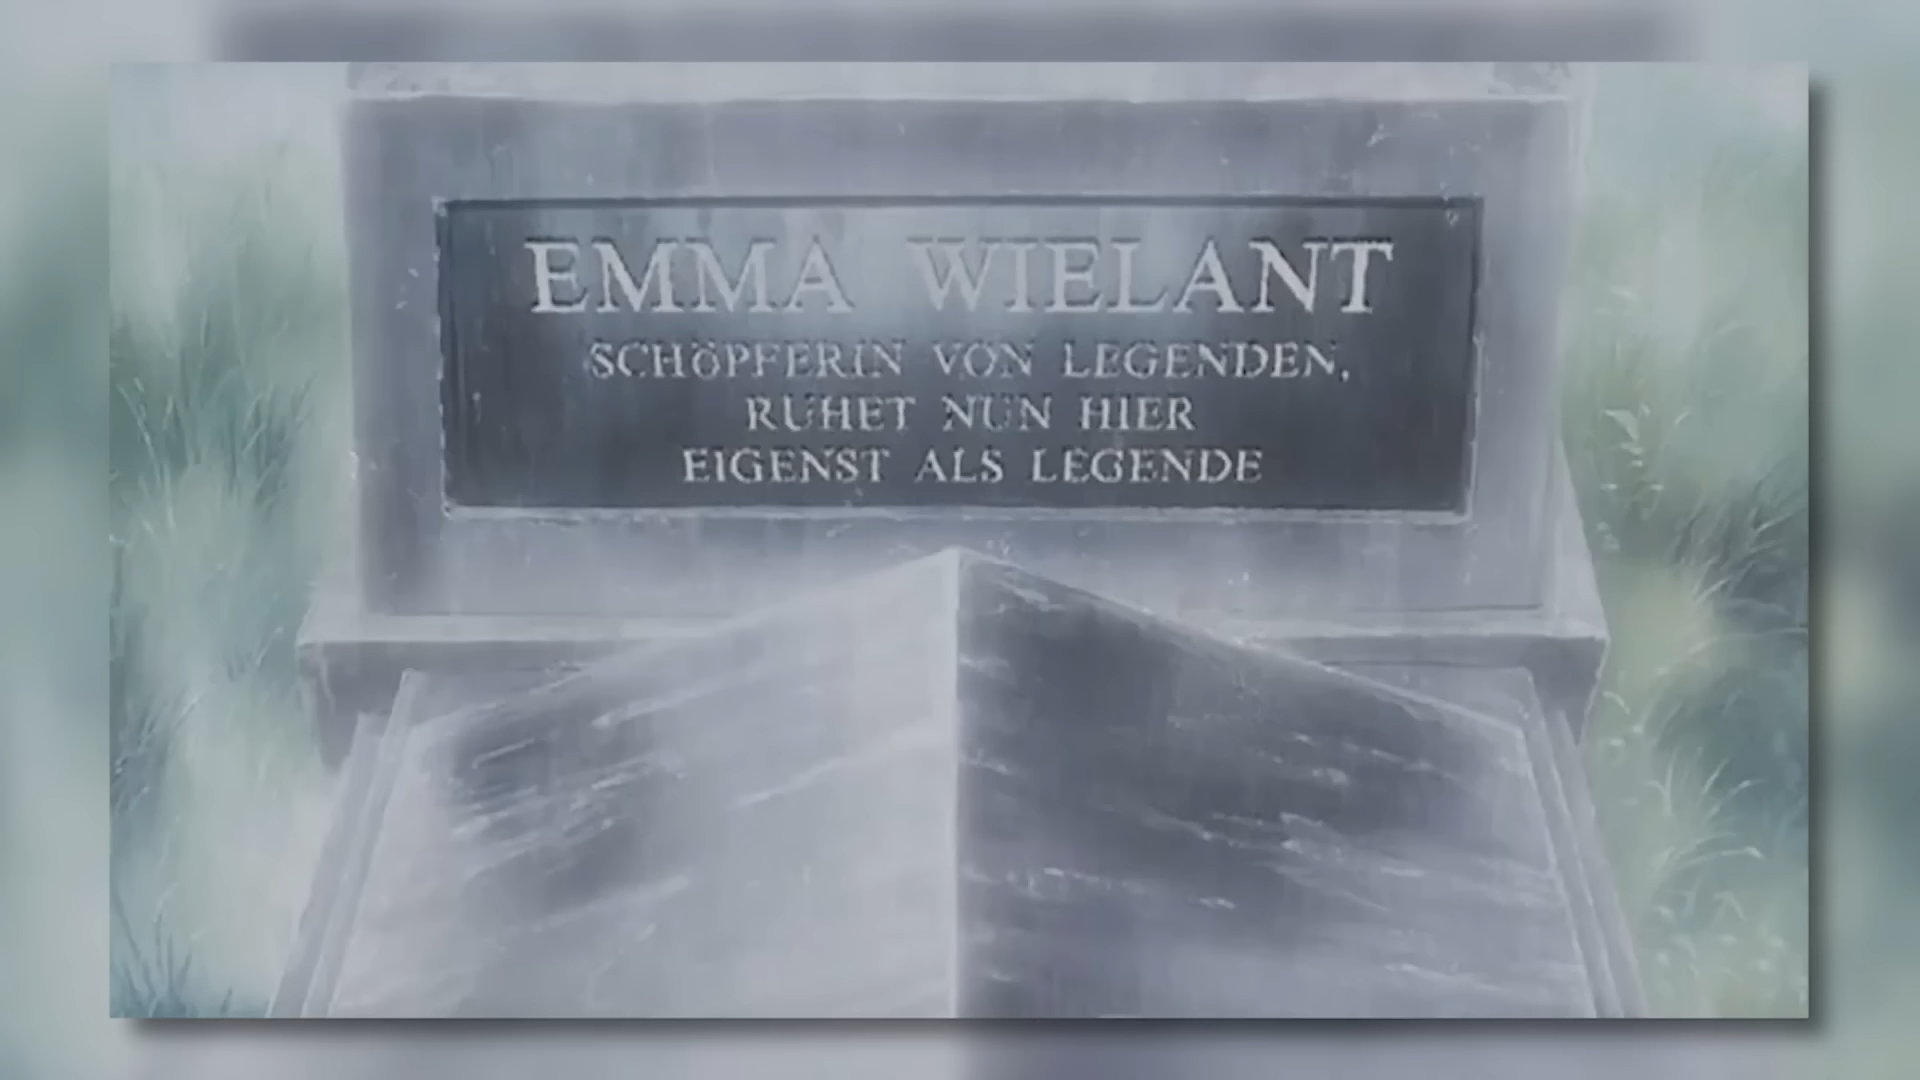 EMMA WIELANT
SCHÖPFERIN VON LEGENDEN,
RUHET NUN HIER
EIGENST ALS LEGENDE